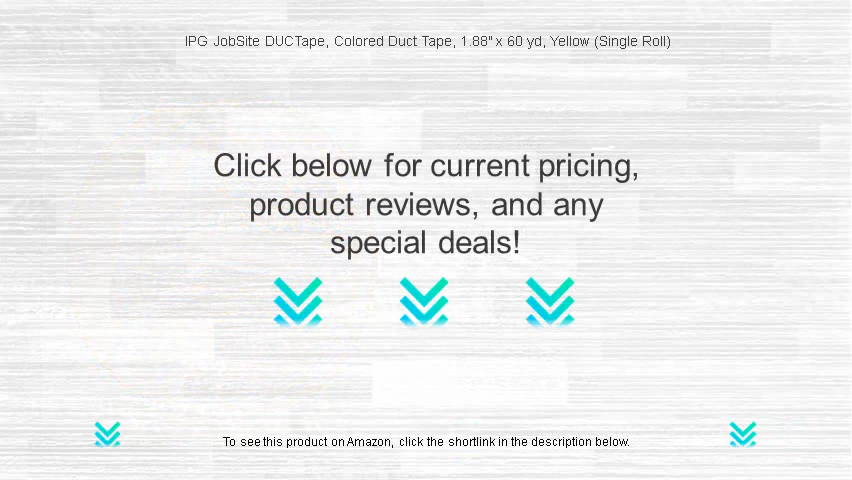 IPG JobSite DUCTape, Colored Duct Tape, 1.88" x 60 yd, Yellow (Single Roll)
Click below for current pricing,
product reviews, and any
special deals!
To see this product on Amazon, click the shortlink in the description below.